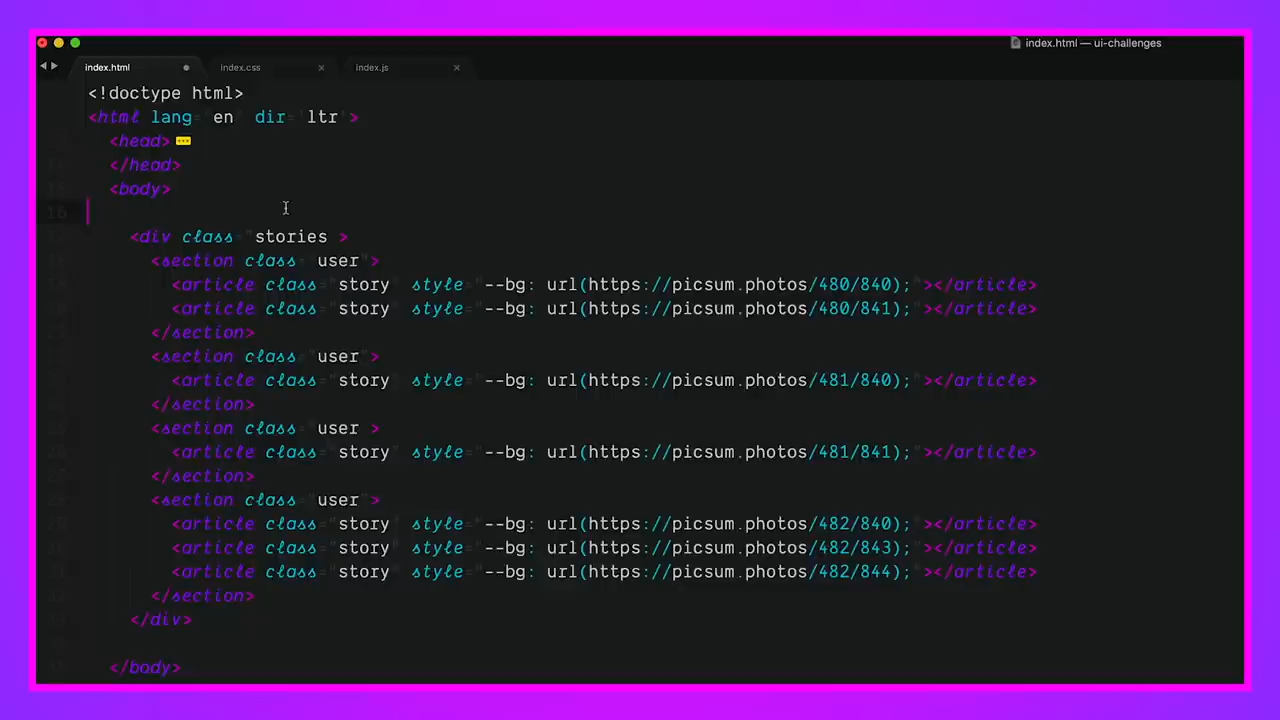 index.html — ui-challenges
index.html index.css index.js
<!doctype html>
<html lang="en" dir="ltr">
<head>
</head>
<body>
16
<div class="stories">
<section class="user">
<article class="story" style="--bg: url(https://picsum.photos/480/840);"></article>
<article class="story" style="--bg: url(https://picsum.photos/480/841);"></article>
</section>
<section class="user">
<article class="story" style="--bg: url(https://picsum.photos/481/840);"></article>
</section>
<section class="user">
<article class="story" style="--bg: url(https://picsum.photos/481/841);"></article>
</section>
<section class="user">
<article class="story" style="--bg: url(https://picsum.photos/482/840);"></article>
<article class="story" style="--bg: url(https://picsum.photos/482/843);"></article>
<article class="story" style="--bg: url(https://picsum.photos/482/844);"></article>
</section>
</div>
</body>